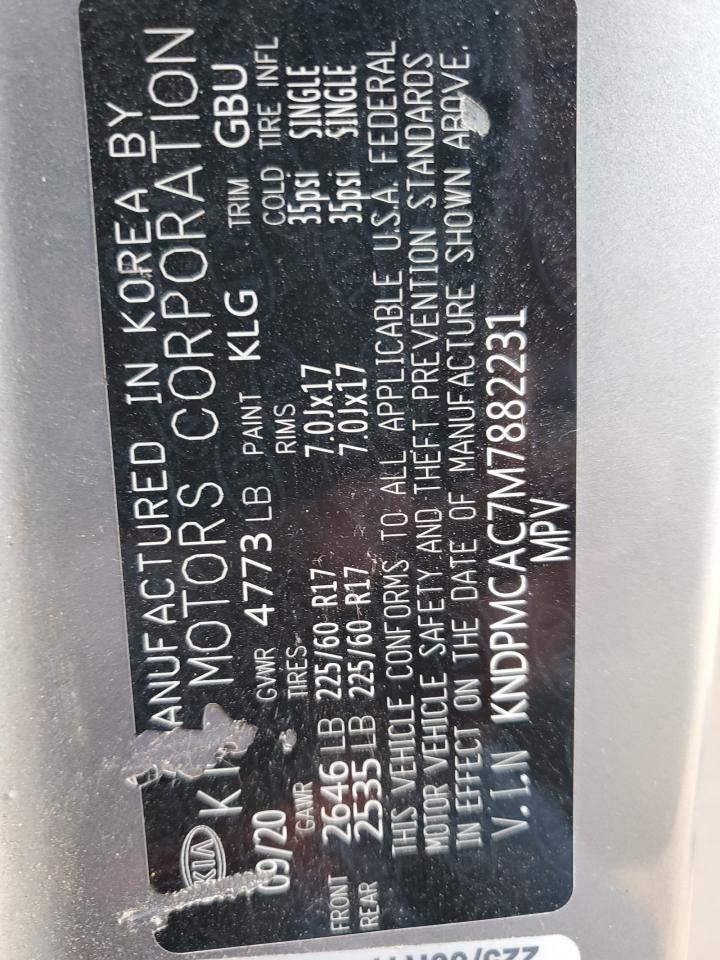 ANUFACTURED IN KOREA BY
KIA K MOTORS CORPORATION
09/20 GVWR 4773 LB PAINT KLG TRIM GBU
GAWR TIRES RIMS COLD TIRE INFL
FRONT 2646 LB 225/60 R17 7.0Jx17 35psi SINGLE
REAR 2535 LB 225/60 R17 7.0Jx17 35psi SINGLE
THIS VEHICLE CONFORMS TO ALL APPLICABLE U.S.A. FEDERAL
MOTOR VEHICLE SAFETY AND THEFT PREVENTION STANDARDS
IN EFFECT ON THE DATE OF MANUFACTURE SHOWN ABOVE.
V.I.N KNDPMCAC7M7882231
MPV